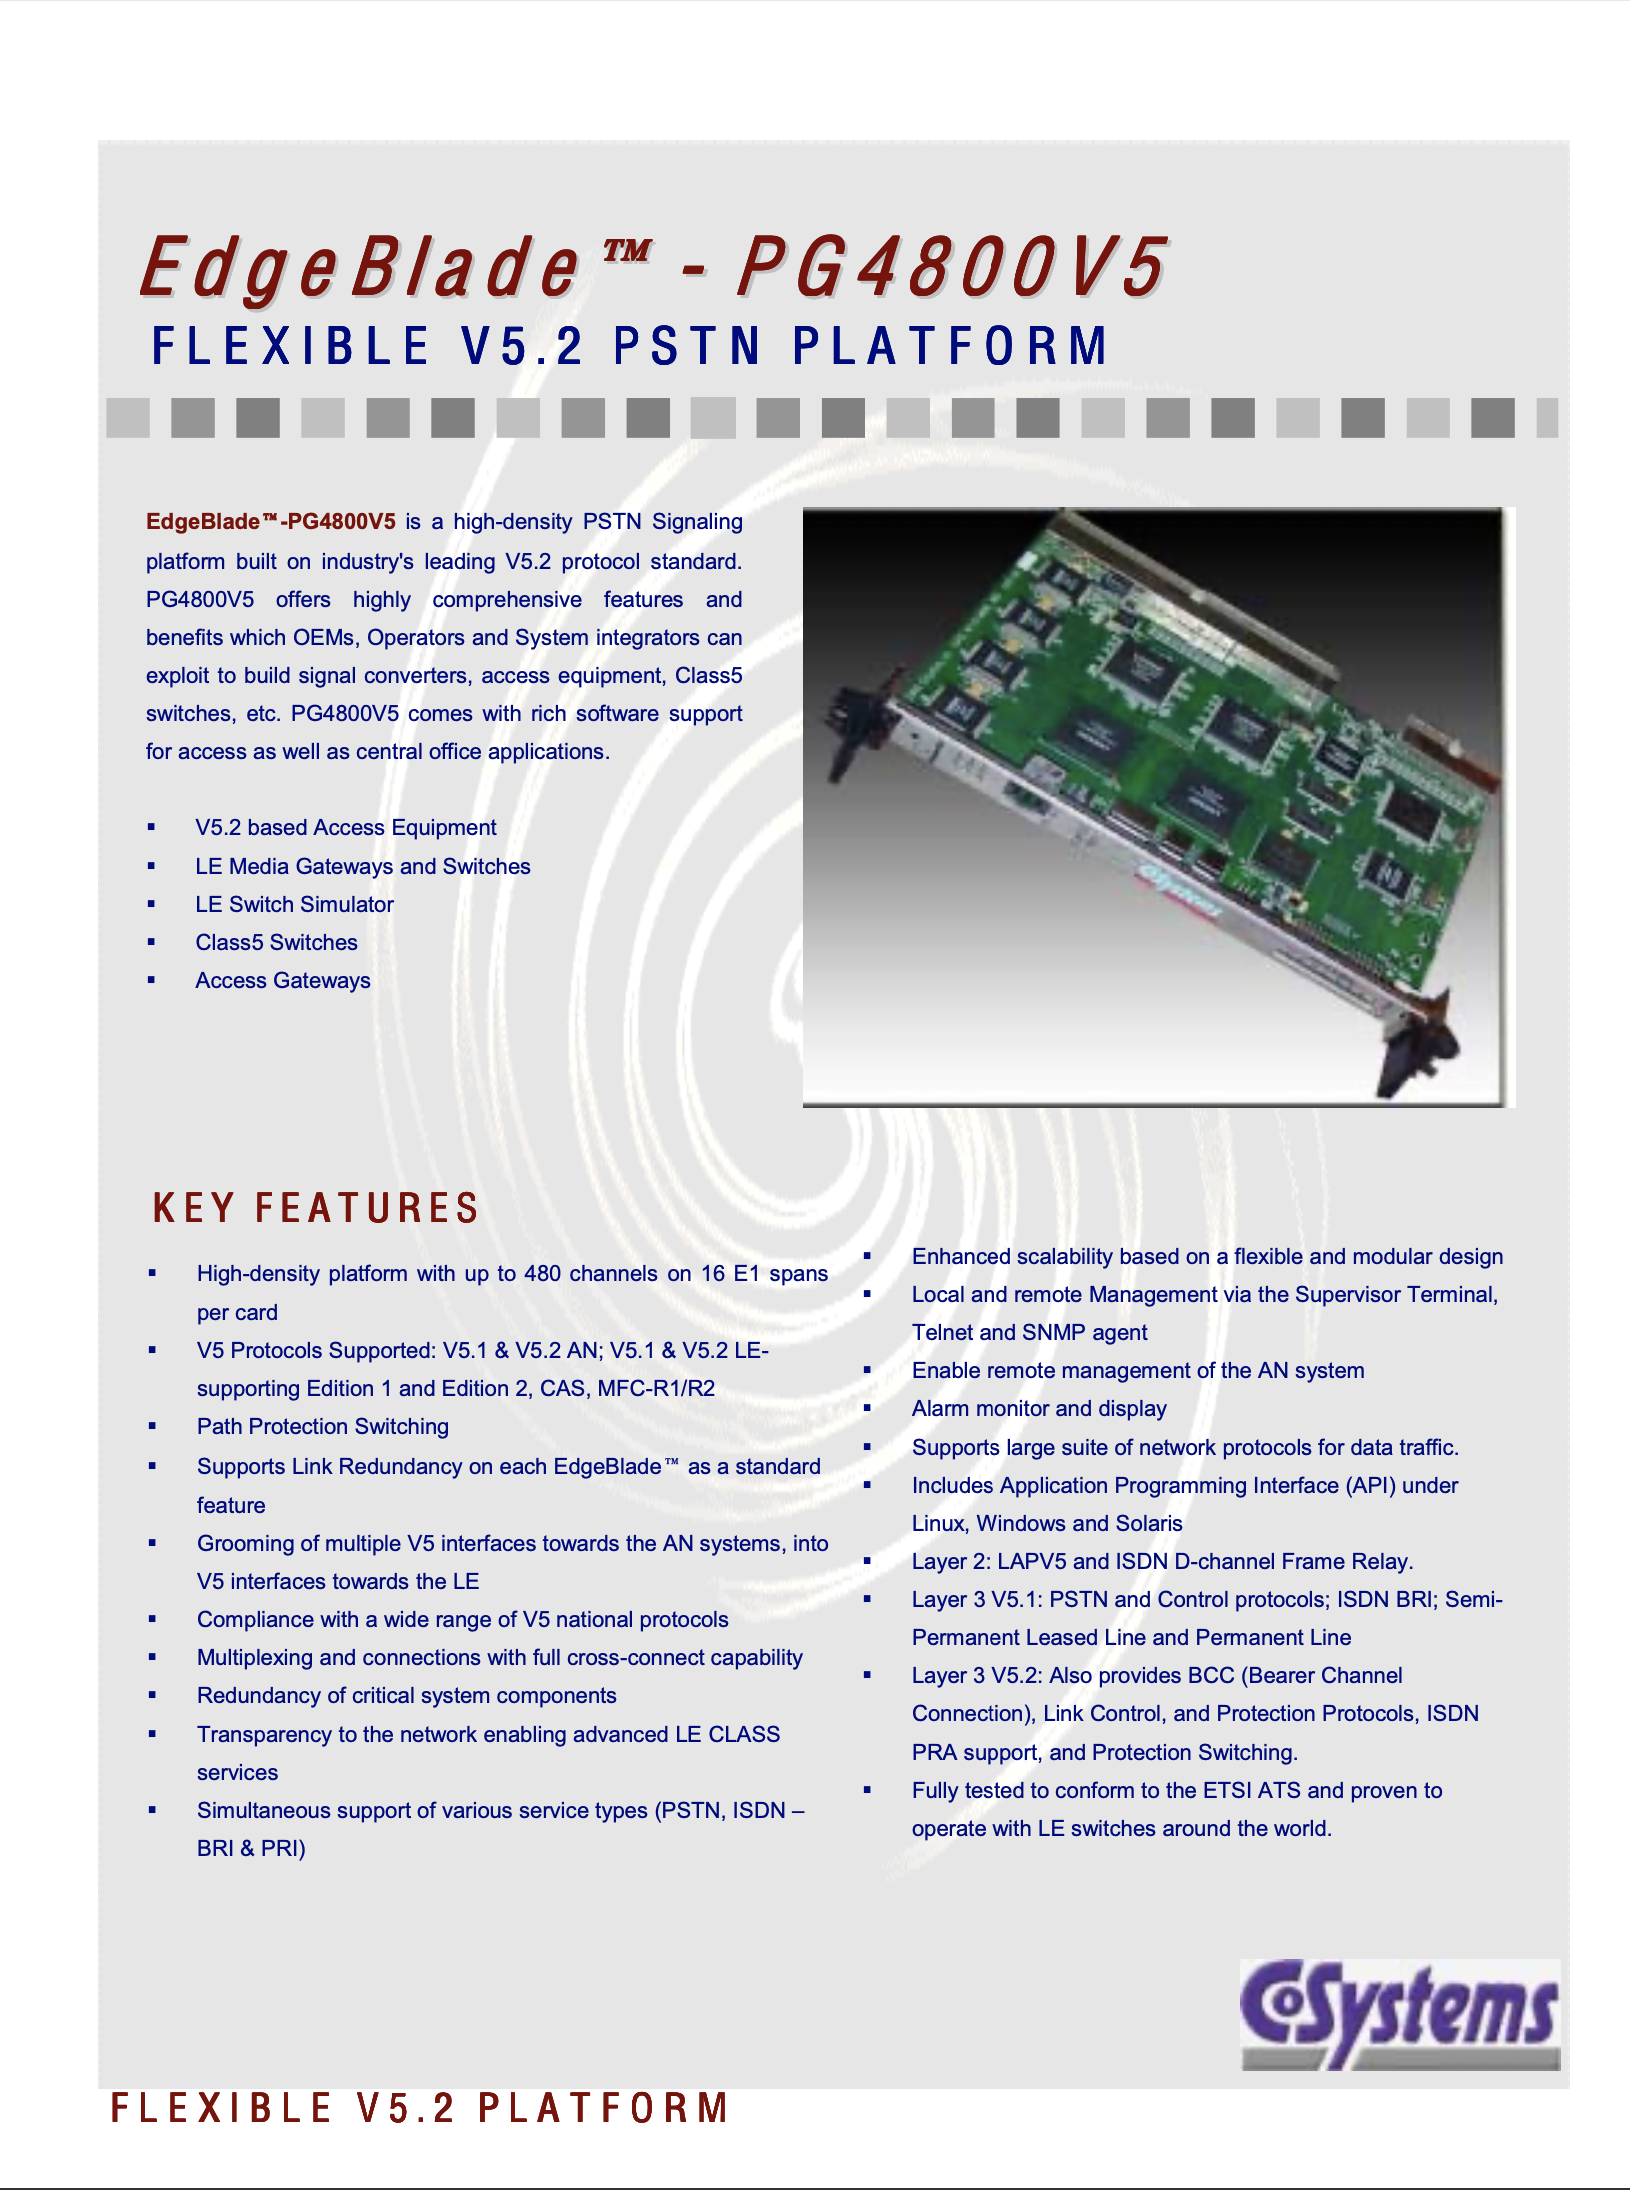 EdgeBlade™ - PG4800V5
FLEXIBLE V5.2 PSTN PLATFORM
EdgeBlade™-PG4800V5 is a high-density PSTN Signaling
platform built on industry's leading V5.2 protocol standard.
PG4800V5 offers highly comprehensive features and
benefits which OEMs, Operators and System integrators can
exploit to build signal converters, access equipment, Class5
switches, etc. PG4800V5 comes with rich software support
for access as well as central office applications.
▪ V5.2 based Access Equipment
▪ LE Media Gateways and Switches
▪ LE Switch Simulator
▪ Class5 Switches
▪ Access Gateways
KEY FEATURES
▪ High-density platform with up to 480 channels on 16 E1 spans
per card
▪ V5 Protocols Supported: V5.1 & V5.2 AN; V5.1 & V5.2 LE-
supporting Edition 1 and Edition 2, CAS, MFC-R1/R2
▪ Path Protection Switching
▪ Supports Link Redundancy on each EdgeBlade™ as a standard
feature
▪ Grooming of multiple V5 interfaces towards the AN systems, into
V5 interfaces towards the LE
▪ Compliance with a wide range of V5 national protocols
▪ Multiplexing and connections with full cross-connect capability
▪ Redundancy of critical system components
▪ Transparency to the network enabling advanced LE CLASS
services
▪ Simultaneous support of various service types (PSTN, ISDN –
BRI & PRI)
▪ Enhanced scalability based on a flexible and modular design
▪ Local and remote Management via the Supervisor Terminal,
Telnet and SNMP agent
▪ Enable remote management of the AN system
▪ Alarm monitor and display
▪ Supports large suite of network protocols for data traffic.
▪ Includes Application Programming Interface (API) under
Linux, Windows and Solaris
▪ Layer 2: LAPV5 and ISDN D-channel Frame Relay.
▪ Layer 3 V5.1: PSTN and Control protocols; ISDN BRI; Semi-
Permanent Leased Line and Permanent Line
▪ Layer 3 V5.2: Also provides BCC (Bearer Channel
Connection), Link Control, and Protection Protocols, ISDN
PRA support, and Protection Switching.
▪ Fully tested to conform to the ETSI ATS and proven to
operate with LE switches around the world.
CoSystems
FLEXIBLE V5.2 PLATFORM